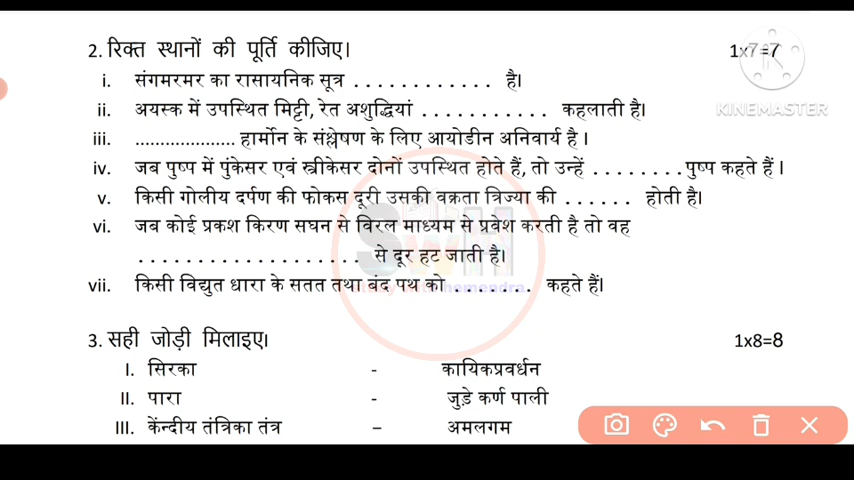 2. रिक्त स्थानों की पूर्ति कीजिए। 1x7=7
KINEMASTER
i. संगमरमर का रासायनिक सूत्र . . . . . . . . . . . . है।
ii. अयस्क में उपस्थित मिट्टी, रेत अशुद्धियां . . . . . . . . . . . कहलाती है।
iii. ..................... हार्मोन के संश्लेषण के लिए आयोडीन अनिवार्य है ।
iv. जब पुष्प में पुंकेसर एवं स्त्रीकेसर दोनों उपस्थित होते हैं, तो उन्हें . . . . . . . . पुष्प कहते हैं ।
v. किसी गोलीय दर्पण की फोकस दूरी उसकी वक्रता त्रिज्या की . . . . . . होती है।
vi. जब कोई प्रकश किरण सघन से विरल माध्यम से प्रवेश करती है तो वह
. . . . . . . . . . . . . . . . . . . से दूर हट जाती है।
vii. किसी विद्युत धारा के सतत तथा बंद पथ को . . . . . . . कहते हैं।
3. सही जोड़ी मिलाइए। 1x8=8
I. सिरका - कायिकप्रवर्धन
II. पारा - जुड़े कर्ण पाली
III. केंन्दीय तंत्रिका तंत्र – अमलगम